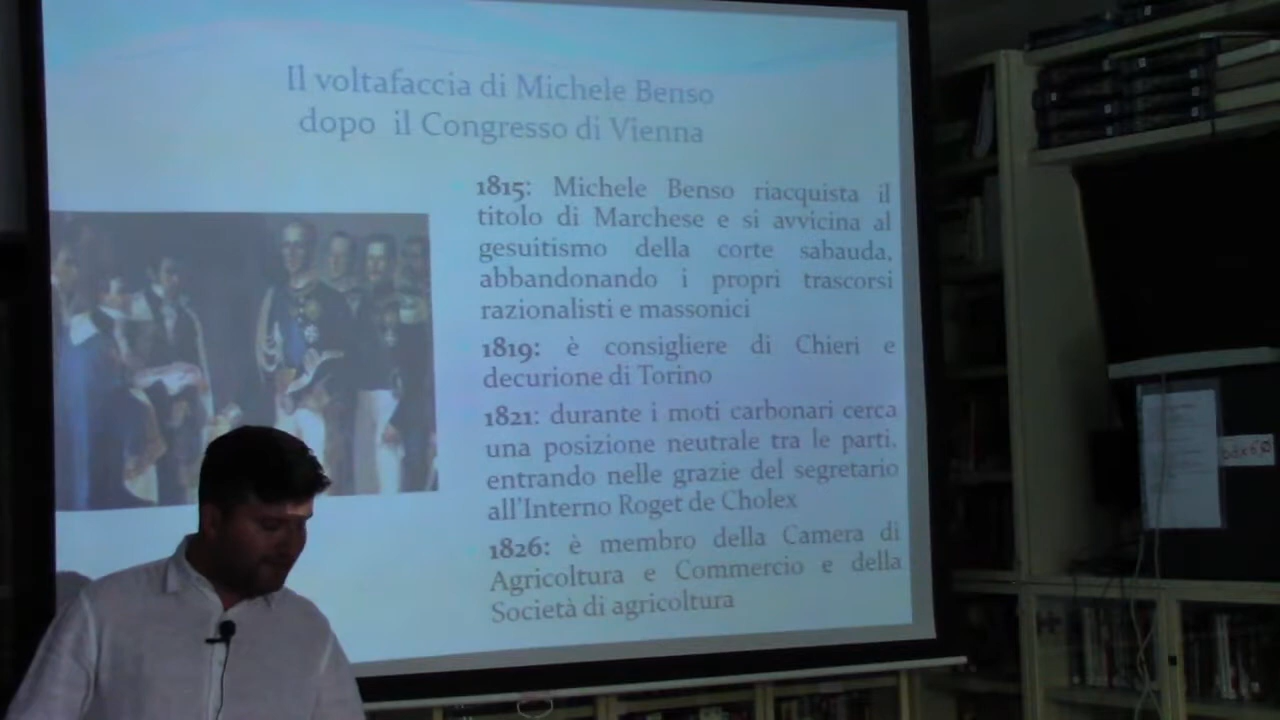 Il voltafaccia di Michele Benso
dopo il Congresso di Vienna
1815: Michele Benso riacquista il
titolo di Marchese e si avvicina al
gesuitismo della corte sabauda,
abbandonando i propri trascorsi
razionalisti e massonici
1819: è consigliere di Chieri e
decurione di Torino
1821: durante i moti carbonari cerca
una posizione neutrale tra le parti,
entrando nelle grazie del segretario
all'Interno Roget de Cholex
1826: è membro della Camera di
Agricoltura e Commercio e della
Società di agricoltura